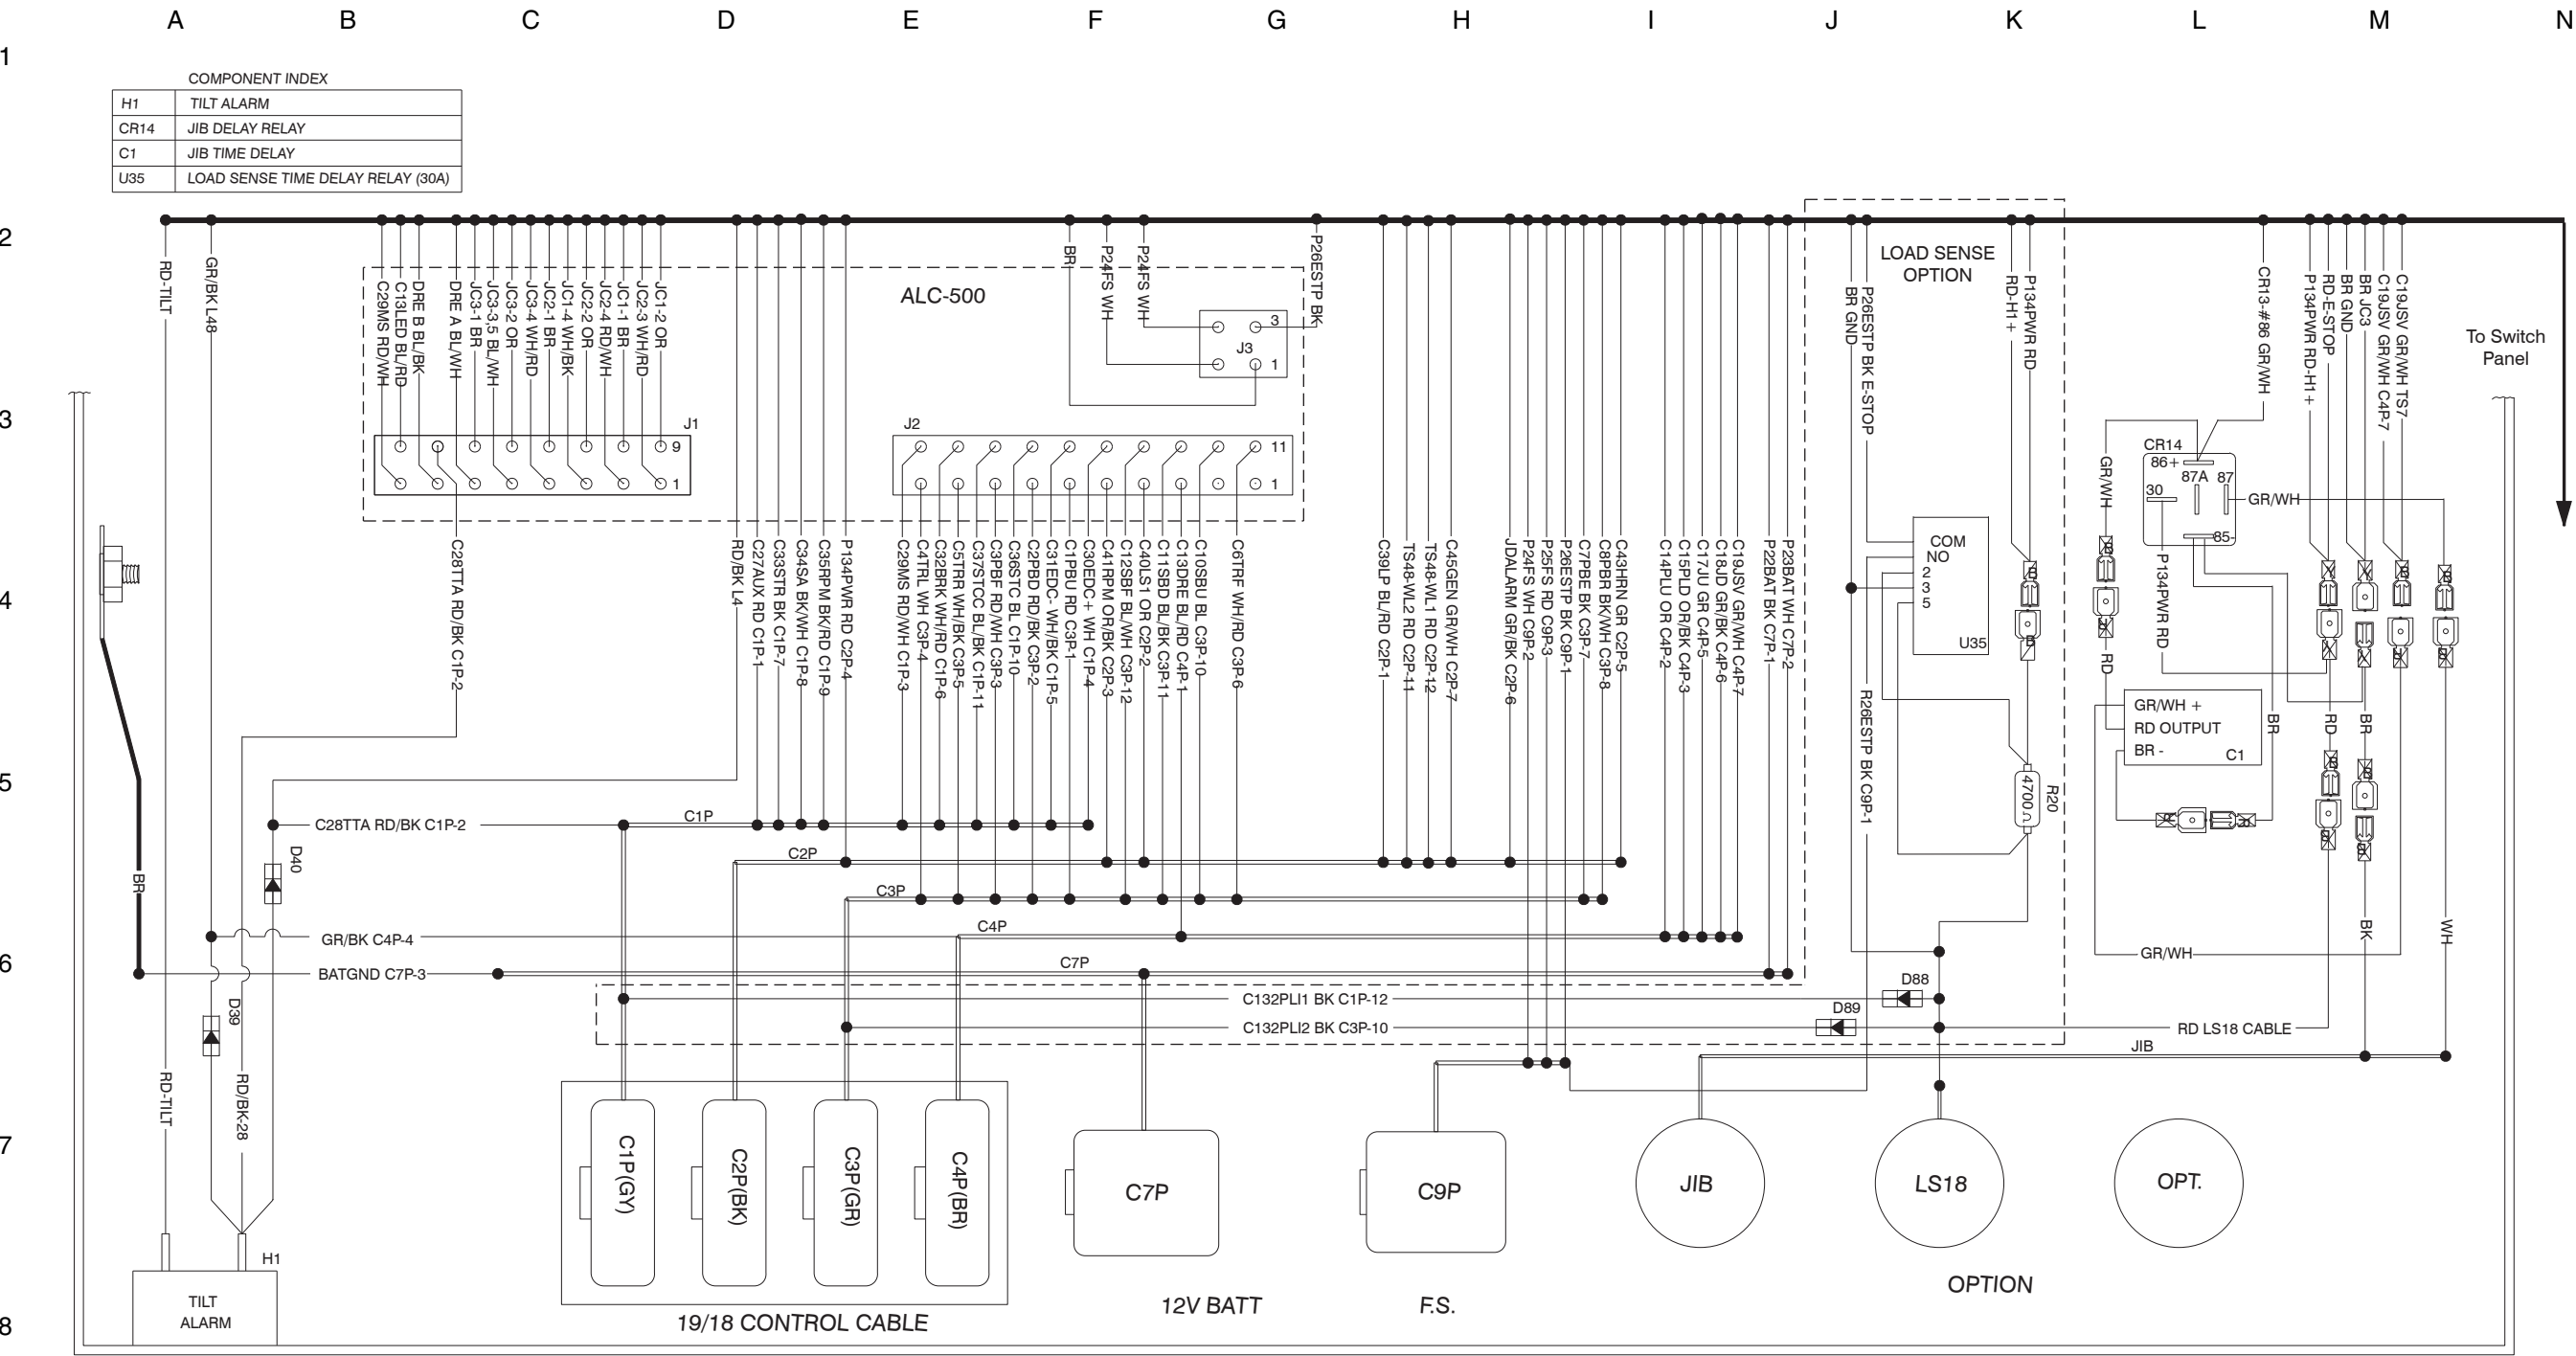 A B C D E F G H I J K L M N
1
COMPONENT INDEX
H1 TILT ALARM
CR14 JIB DELAY RELAY
C1 JIB TIME DELAY
U35 LOAD SENSE TIME DELAY RELAY (30A)
2
RD-TILT
GR/BK L48
C29MS RD/WH
C13LED BL/RD
DRE B BL/BK
DRE A BL/WH
JC3-1 BR
JC3-3,5 BL/WH
JC3-2 OR
JC3-4 WH/RD
JC2-1 BR
JC1-4 WH/BK
JC2-2 OR
JC2-4 RD/WH
JC1-1 BR
JC2-3 WH/RD
JC1-2 OR
ALC-500
BR
P24FS WH
P24FS WH
P26ESTP BK
3
J3
1
BR GND
P26ESTP BK E-STOP
LOAD SENSE
OPTION
RD-H1+
P134PWR RD
CR13-#86 GR/WH
P134PWR RD-H1+
RD-E-STOP
BR GND
BR JC3
C19JSV GR/WH C4P-7
C19JSV GR/WH TS7
To Switch
Panel
3
J1
9
1
J2
11
1
CR14
86+
87A 87
30
85-
GR/WH
GR/WH
P134PWR RD
4
C28TTA RD/BK C1P-2
RD/BK L4
C27AUX RD C1P-1
C33STR BK C1P-7
C34SA BK/WH C1P-8
C35RPM BK/RD C1P-9
P134PWR RD C2P-4
C29MS RD/WH C1P-3
C4TRL WH C3P-4
C32BRK WH/RD C1P-6
C5TRR WH/BK C3P-5
C37STCC BL/BK C1P-11
C3PBF RD/WH C3P-3
C36STC BL C1P-10
C2PBD RD/BK C3P-2
C31EDC- WH/BK C1P-5
C1PBU RD C3P-1
C30EDC+ WH C1P-4
C41RPM OR/BK C2P-3
C12SBF BL/WH C3P-12
C40LS1 OR C2P-2
C11SBD BL/BK C3P-11
C13DRE BL/RD C4P-1
C10SBU BL C3P-10
C6TRF WH/RD C3P-6
C39LP BL/RD C2P-1
TS48-WL2 RD C2P-11
TS48-WL1 RD C2P-12
C45GEN GR/WH C2P-7
JDALARM GR/BK C2P-6
P24FS WH C9P-2
P25FS RD C9P-3
P26ESTP BK C9P-1
C7PBE BK C3P-7
C8PBR BK/WH C3P-8
C43HRN GR C2P-5
C14PLU OR C4P-2
C15PLD OR/BK C4P-3
C17JU GR C4P-5
C18JD GR/BK C4P-6
C19JSV GR/WH C4P-7
P22BAT BK C7P-1
P23BAT WH C7P-2
COM
NO
2
3
5
U35
RD
GR/WH +
RD OUTPUT
BR -
C1
BR
RD
BR
5
R26ESTP BK C9P-1
4700Ω
R20
C28TTA RD/BK C1P-2
C1P
D40
C2P
BR
C3P
GR/BK C4P-4
C4P
BK
WH
6
BATGND C7P-3
C7P
GR/WH
D39
C132PLI1 BK C1P-12
D88
C132PLI2 BK C3P-10
D89
RD LS18 CABLE
JIB
RD-TILT
RD/BK-28
7
C1P(GY)
C2P(BK)
C3P(GR)
C4P(BR)
C7P
C9P
JIB
LS18
OPT.
H1
TILT
ALARM
OPTION
12V BATT
F.S.
19/18 CONTROL CABLE
8